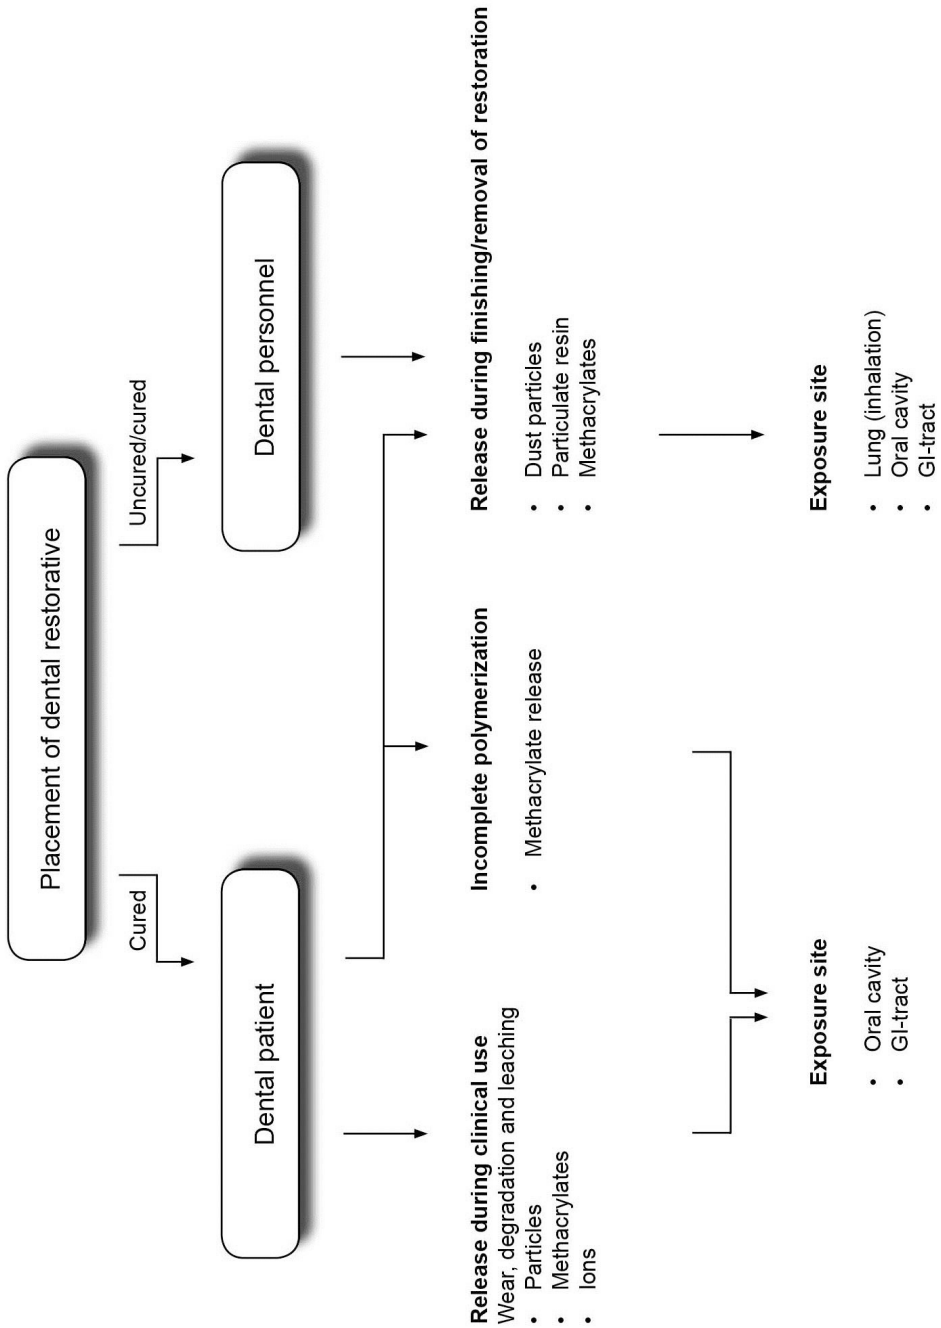 Placement of dental restorative
Cured
Uncured/cured
Dental patient
Dental personnel
Release during clinical use
Wear, degradation and leaching
• Particles
• Methacrylates
• Ions
Incomplete polymerization
• Methacrylate release
Release during finishing/removal of restoration
• Dust particles
• Particulate resin
• Methacrylates
Exposure site
• Oral cavity
• GI-tract
Exposure site
• Lung (inhalation)
• Oral cavity
• GI-tract